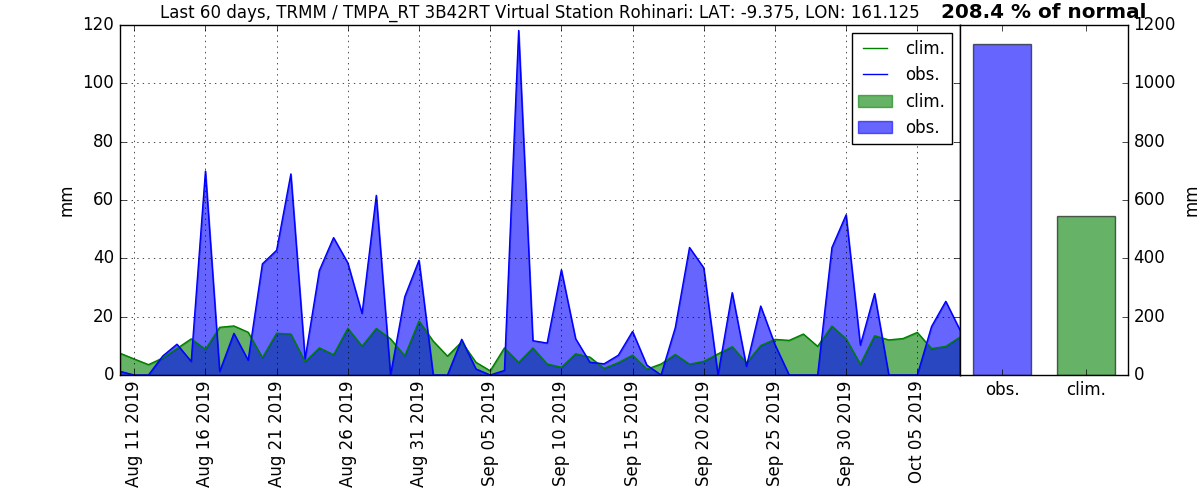 Last 60 days, TRMM / TMPA_RT 3B42RT Virtual Station Rohinari: LAT: -9.375, LON: 161.125
208.4 % of normal
mm
120
100
80
60
40
20
0
clim.
obs.
clim.
obs.
1200
1000
800
600
400
200
0
mm
Aug 11 2019
Aug 16 2019
Aug 21 2019
Aug 26 2019
Aug 31 2019
Sep 05 2019
Sep 10 2019
Sep 15 2019
Sep 20 2019
Sep 25 2019
Sep 30 2019
Oct 05 2019
obs.
clim.